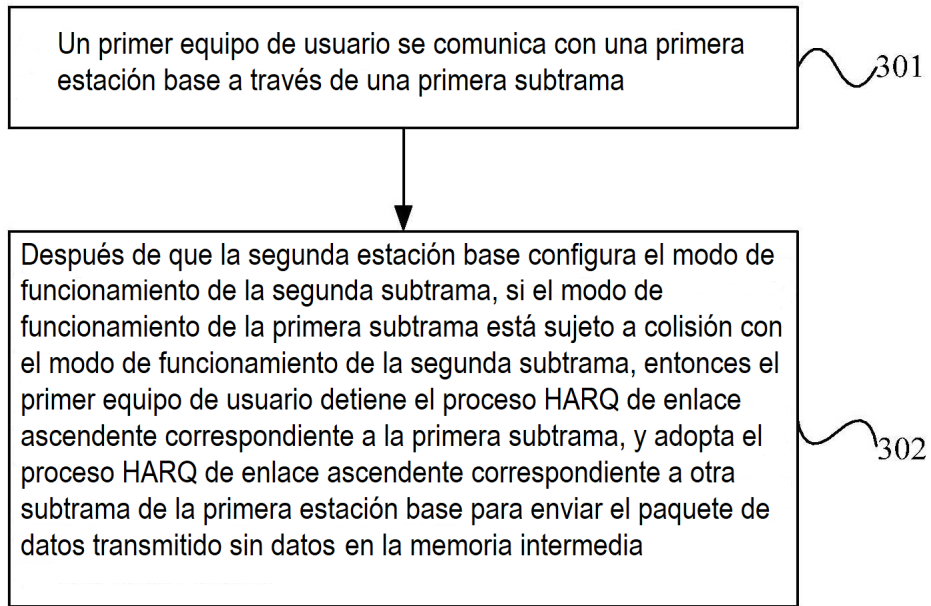 Un primer equipo de usuario se comunica con una primera
estación base a través de una primera subtrama
301
Después de que la segunda estación base configura el modo de
funcionamiento de la segunda subtrama, si el modo de
funcionamiento de la primera subtrama está sujeto a colisión con
el modo de funcionamiento de la segunda subtrama, entonces el
primer equipo de usuario detiene el proceso HARQ de enlace
ascendente correspondiente a la primera subtrama, y adopta el
proceso HARQ de enlace ascendente correspondiente a otra
subtrama de la primera estación base para enviar el paquete de
datos transmitido sin datos en la memoria intermedia
302